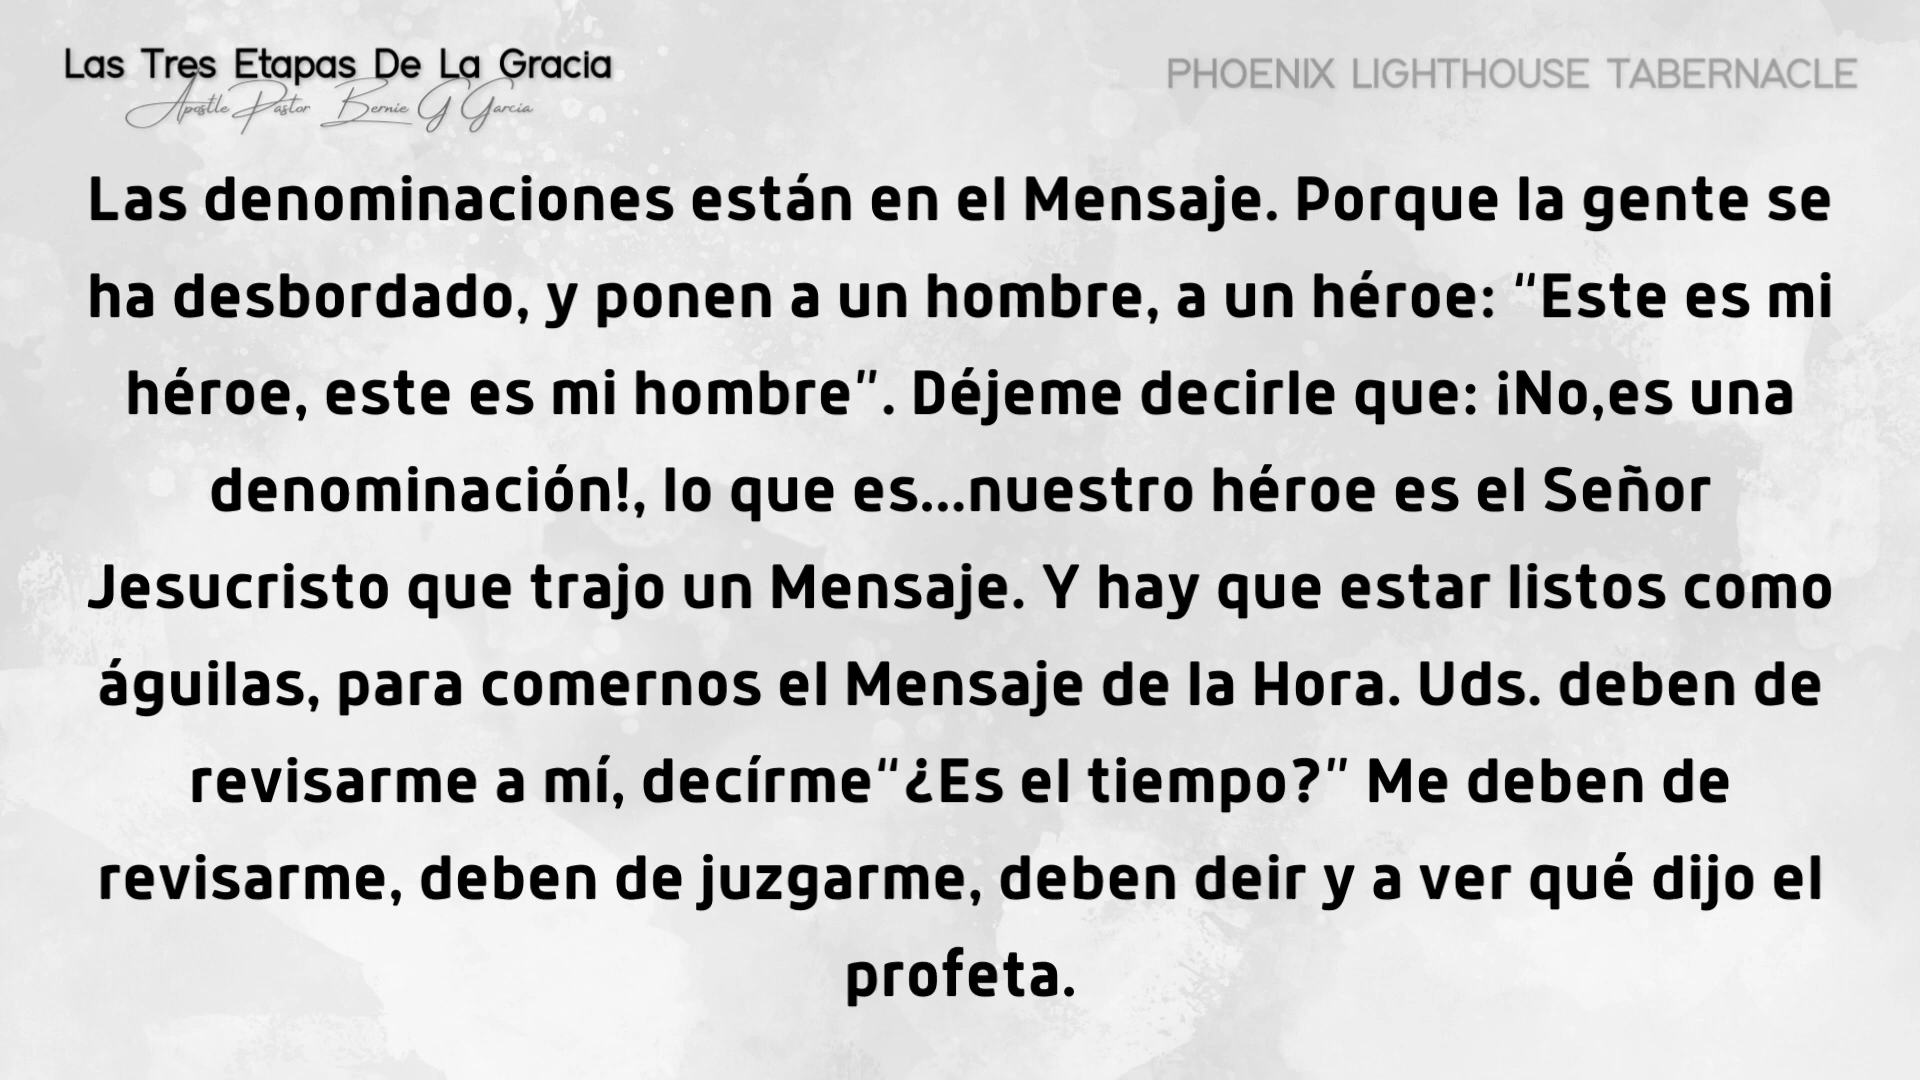 Las Tres Etapas De La Gracia
Apostle Pastor Bernie G Garcia
PHOENIX LIGHTHOUSE TABERNACLE
Las denominaciones están en el Mensaje. Porque la gente se
ha desbordado, y ponen a un hombre, a un héroe: “Este es mi
héroe, este es mi hombre”. Déjeme decirle que: ¡No,es una
denominación!, lo que es...nuestro héroe es el Señor
Jesucristo que trajo un Mensaje. Y hay que estar listos como
águilas, para comernos el Mensaje de la Hora. Uds. deben de
revisarme a mí, decírme“¿Es el tiempo?” Me deben de
revisarme, deben de juzgarme, deben deir y a ver qué dijo el
profeta.